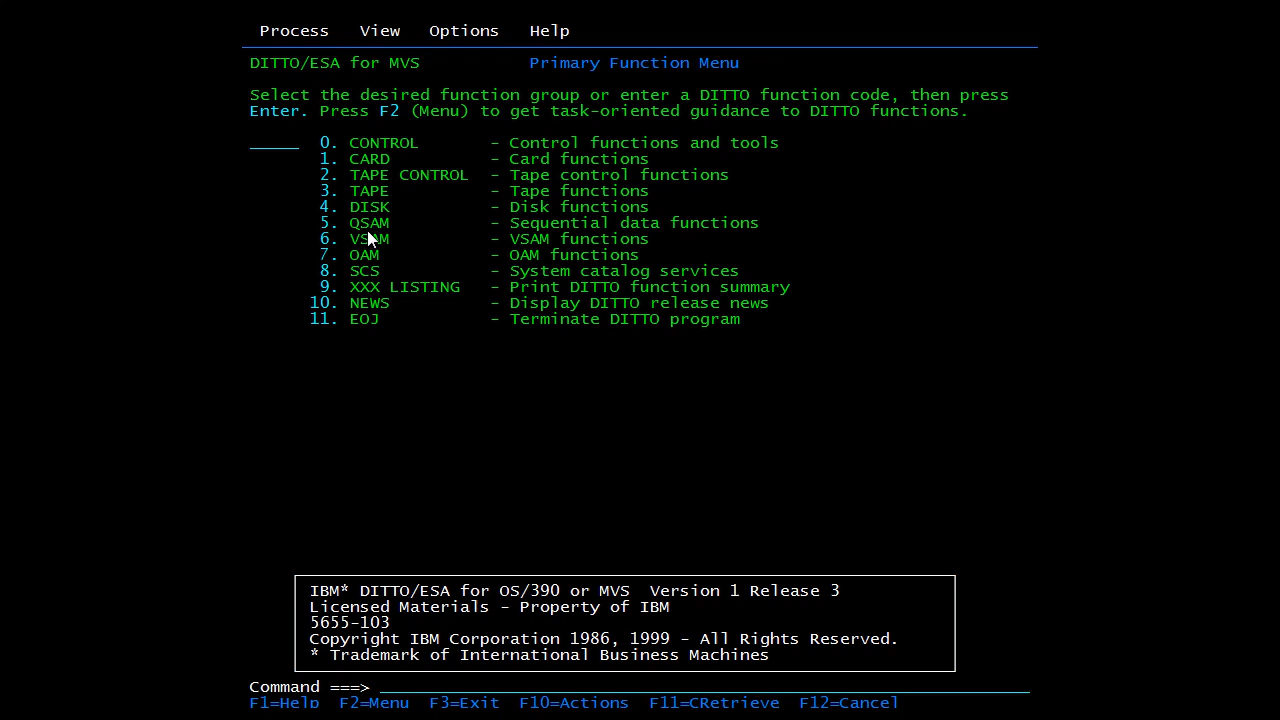 Process View Options Help
DITTO/ESA for MVS Primary Function Menu
Select the desired function group or enter a DITTO function code, then press
Enter. Press F2 (Menu) to get task-oriented guidance to DITTO functions.
_____ 0. CONTROL - Control functions and tools
1. CARD - Card functions
2. TAPE CONTROL - Tape control functions
3. TAPE - Tape functions
4. DISK - Disk functions
5. QSAM - Sequential data functions
6. VSAM - VSAM functions
7. OAM - OAM functions
8. SCS - System catalog services
9. XXX LISTING - Print DITTO function summary
10. NEWS - Display DITTO release news
11. EOJ - Terminate DITTO program
IBM* DITTO/ESA for OS/390 or MVS Version 1 Release 3
Licensed Materials - Property of IBM
5655-103
Copyright IBM Corporation 1986, 1999 - All Rights Reserved.
* Trademark of International Business Machines
Command ===> _________________________________________________________________
F1=Help F2=Menu F3=Exit F10=Actions F11=CRetrieve F12=Cancel